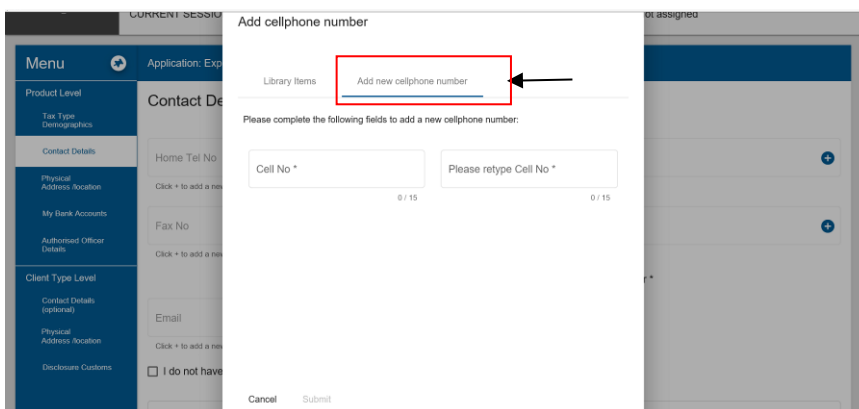 CURRENT SESSIO
ot assigned
Add cellphone number
Menu
Application: Exp
Product Level
Tax Type
Demographics
Contact Details
Physical
Address /location
My Bank Accounts
Authorised Officer
Details
Client Type Level
Contact Details
(optional)
Physical
Address /location
Disclosure Customs
Contact De
Home Tel No
Click + to add a new
Fax No
Click + to add a new
Email
Click + to add a new
I do not have
Library Items
Add new cellphone number
Please complete the following fields to add a new cellphone number:
Cell No *
0 / 15
Please retype Cell No *
0 / 15
r *
Cancel
Submit